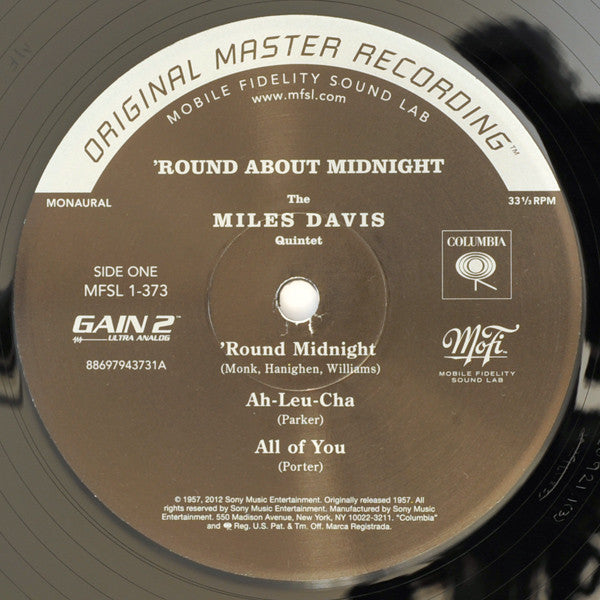 ORIGINAL MASTER RECORDING™
MOBILE FIDELITY SOUND LAB
www.mfsl.com
'ROUND ABOUT MIDNIGHT
MONAURAL
33 1/3 RPM
The
MILES DAVIS
Quintet
COLUMBIA
SIDE ONE
MFSL 1-373
GAIN 2™
ULTRA ANALOG
88697943731A
MoFi™
MOBILE FIDELITY
SOUND LAB
'Round Midnight
(Monk, Hanighen, Williams)
Ah-Leu-Cha
(Parker)
All of You
(Porter)
© 1957, 2012 Sony Music Entertainment. Originally released 1957. All
rights reserved by Sony Music Entertainment. Manufactured by Sony Music
Entertainment. 550 Madison Avenue, New York, NY 10022-3211. "Columbia"
and Reg. U.S. Pat. & Tm. Off. Marca Registrada.